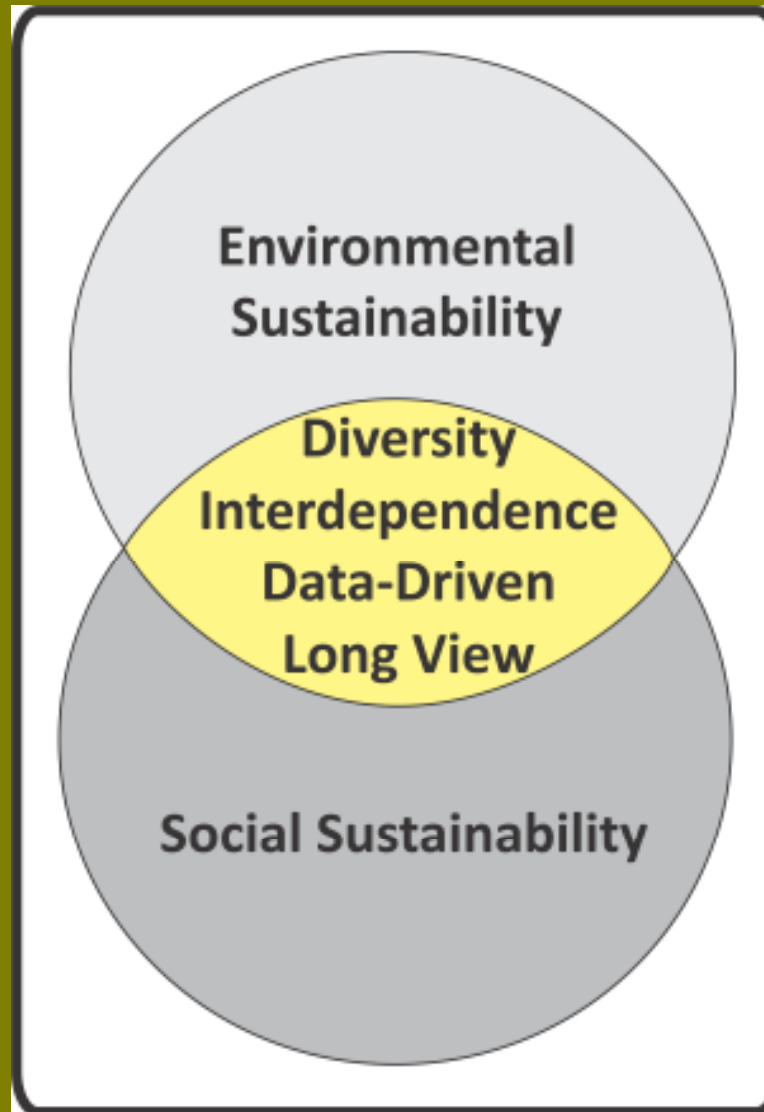 Environmental
Sustainability
Diversity
Interdependence
Data-Driven
Long View
Social Sustainability